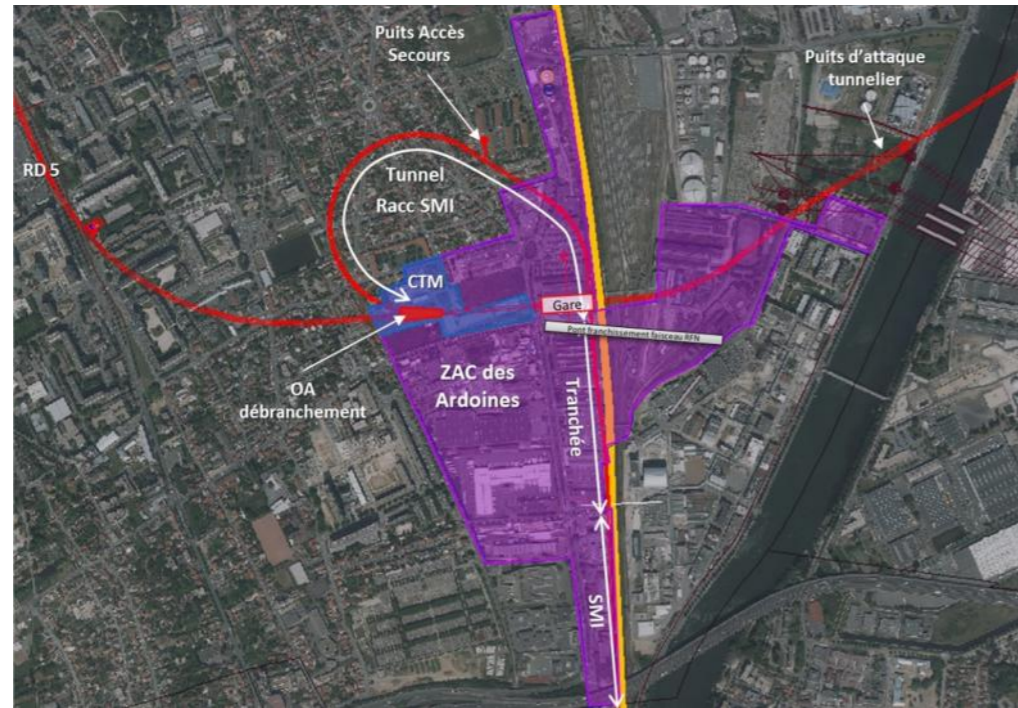 Puits Accès
Secours
Puits d'attaque
tunnelier
RD 5
Tunnel
Racc SMI
CTM
Gare
Pont franchissement faisceau RFN
OA
débranchement
ZAC des
Ardoines
Tranchée
SMI